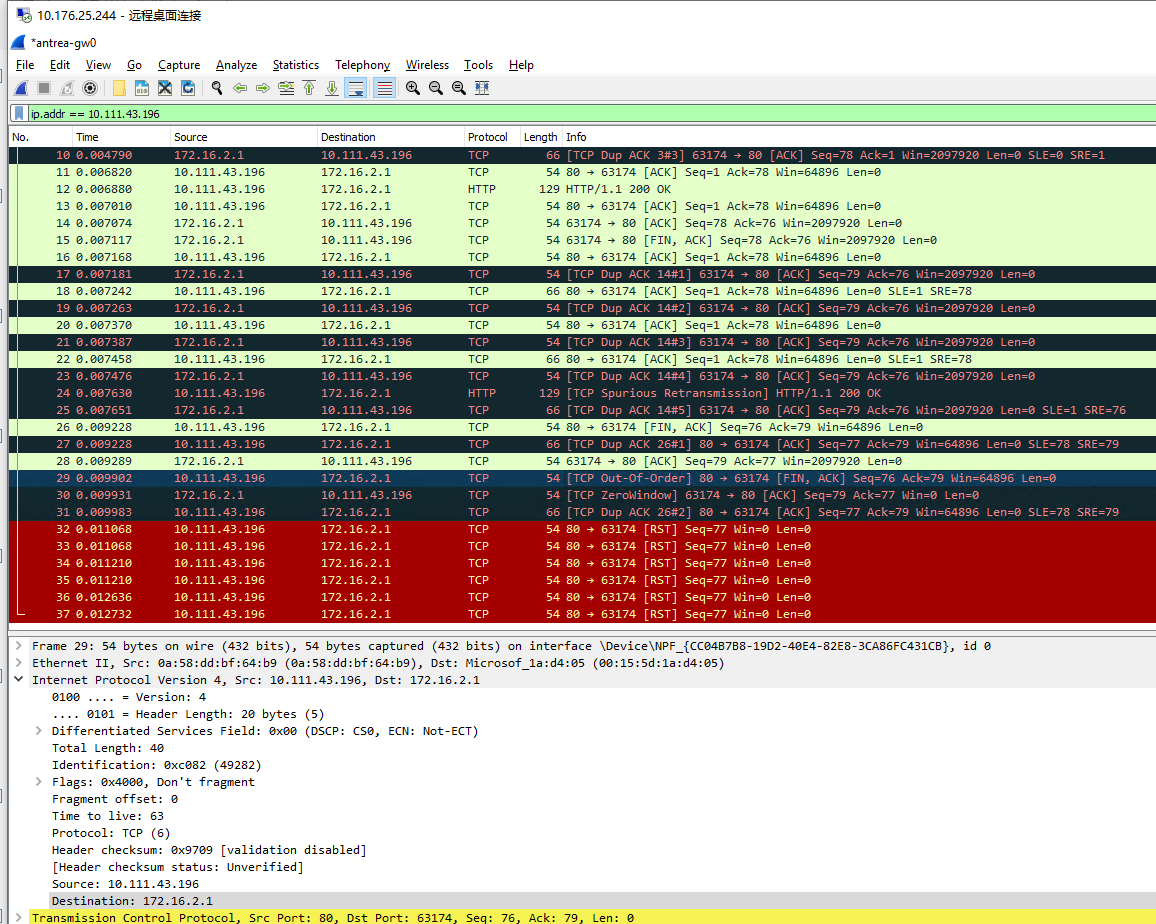 10.176.25.244 - 远程桌面连接
*antrea-gw0
File Edit View Go Capture Analyze Statistics Telephony Wireless Tools Help
ip.addr == 10.111.43.196
No. Time Source Destination Protocol Length Info
10 0.004790 172.16.2.1 10.111.43.196 TCP 66 [TCP Dup ACK 3#3] 63174 → 80 [ACK] Seq=78 Ack=1 Win=2097920 Len=0 SLE=0 SRE=1
11 0.006820 10.111.43.196 172.16.2.1 TCP 54 80 → 63174 [ACK] Seq=1 Ack=78 Win=64896 Len=0
12 0.006880 10.111.43.196 172.16.2.1 HTTP 129 HTTP/1.1 200 OK
13 0.007010 10.111.43.196 172.16.2.1 TCP 54 80 → 63174 [ACK] Seq=1 Ack=78 Win=64896 Len=0
14 0.007074 172.16.2.1 10.111.43.196 TCP 54 63174 → 80 [ACK] Seq=78 Ack=76 Win=2097920 Len=0
15 0.007117 172.16.2.1 10.111.43.196 TCP 54 63174 → 80 [FIN, ACK] Seq=78 Ack=76 Win=2097920 Len=0
16 0.007168 10.111.43.196 172.16.2.1 TCP 54 80 → 63174 [ACK] Seq=1 Ack=78 Win=64896 Len=0
17 0.007181 172.16.2.1 10.111.43.196 TCP 54 [TCP Dup ACK 14#1] 63174 → 80 [ACK] Seq=79 Ack=76 Win=2097920 Len=0
18 0.007242 10.111.43.196 172.16.2.1 TCP 66 80 → 63174 [ACK] Seq=1 Ack=78 Win=64896 Len=0 SLE=1 SRE=78
19 0.007263 172.16.2.1 10.111.43.196 TCP 54 [TCP Dup ACK 14#2] 63174 → 80 [ACK] Seq=79 Ack=76 Win=2097920 Len=0
20 0.007370 10.111.43.196 172.16.2.1 TCP 54 80 → 63174 [ACK] Seq=1 Ack=78 Win=64896 Len=0
21 0.007387 172.16.2.1 10.111.43.196 TCP 54 [TCP Dup ACK 14#3] 63174 → 80 [ACK] Seq=79 Ack=76 Win=2097920 Len=0
22 0.007458 10.111.43.196 172.16.2.1 TCP 66 80 → 63174 [ACK] Seq=1 Ack=78 Win=64896 Len=0 SLE=1 SRE=78
23 0.007476 172.16.2.1 10.111.43.196 TCP 54 [TCP Dup ACK 14#4] 63174 → 80 [ACK] Seq=79 Ack=76 Win=2097920 Len=0
24 0.007630 10.111.43.196 172.16.2.1 HTTP 129 [TCP Spurious Retransmission] HTTP/1.1 200 OK
25 0.007651 172.16.2.1 10.111.43.196 TCP 66 [TCP Dup ACK 14#5] 63174 → 80 [ACK] Seq=79 Ack=76 Win=2097920 Len=0 SLE=1 SRE=76
26 0.009228 10.111.43.196 172.16.2.1 TCP 54 80 → 63174 [FIN, ACK] Seq=76 Ack=79 Win=64896 Len=0
27 0.009228 10.111.43.196 172.16.2.1 TCP 66 [TCP Dup ACK 26#1] 80 → 63174 [ACK] Seq=77 Ack=79 Win=64896 Len=0 SLE=78 SRE=79
28 0.009289 172.16.2.1 10.111.43.196 TCP 54 63174 → 80 [ACK] Seq=79 Ack=77 Win=2097920 Len=0
29 0.009902 10.111.43.196 172.16.2.1 TCP 54 [TCP Out-Of-Order] 80 → 63174 [FIN, ACK] Seq=76 Ack=79 Win=64896 Len=0
30 0.009931 172.16.2.1 10.111.43.196 TCP 54 [TCP ZeroWindow] 63174 → 80 [ACK] Seq=79 Ack=77 Win=0 Len=0
31 0.009983 10.111.43.196 172.16.2.1 TCP 66 [TCP Dup ACK 26#2] 80 → 63174 [ACK] Seq=77 Ack=79 Win=64896 Len=0 SLE=78 SRE=79
32 0.011068 10.111.43.196 172.16.2.1 TCP 54 80 → 63174 [RST] Seq=77 Win=0 Len=0
33 0.011068 10.111.43.196 172.16.2.1 TCP 54 80 → 63174 [RST] Seq=77 Win=0 Len=0
34 0.011210 10.111.43.196 172.16.2.1 TCP 54 80 → 63174 [RST] Seq=77 Win=0 Len=0
35 0.011210 10.111.43.196 172.16.2.1 TCP 54 80 → 63174 [RST] Seq=77 Win=0 Len=0
36 0.012636 10.111.43.196 172.16.2.1 TCP 54 80 → 63174 [RST] Seq=77 Win=0 Len=0
37 0.012732 10.111.43.196 172.16.2.1 TCP 54 80 → 63174 [RST] Seq=77 Win=0 Len=0
Frame 29: 54 bytes on wire (432 bits), 54 bytes captured (432 bits) on interface \Device\NPF_{CC04B7B8-19D2-40E4-82E8-3CA86FC431CB}, id 0
Ethernet II, Src: 0a:58:dd:bf:64:b9 (0a:58:dd:bf:64:b9), Dst: Microsof_1a:d4:05 (00:15:5d:1a:d4:05)
Internet Protocol Version 4, Src: 10.111.43.196, Dst: 172.16.2.1
0100 .... = Version: 4
.... 0101 = Header Length: 20 bytes (5)
Differentiated Services Field: 0x00 (DSCP: CS0, ECN: Not-ECT)
Total Length: 40
Identification: 0xc082 (49282)
Flags: 0x4000, Don't fragment
Fragment offset: 0
Time to live: 63
Protocol: TCP (6)
Header checksum: 0x9709 [validation disabled]
[Header checksum status: Unverified]
Source: 10.111.43.196
Destination: 172.16.2.1
Transmission Control Protocol, Src Port: 80, Dst Port: 63174, Seq: 76, Ack: 79, Len: 0